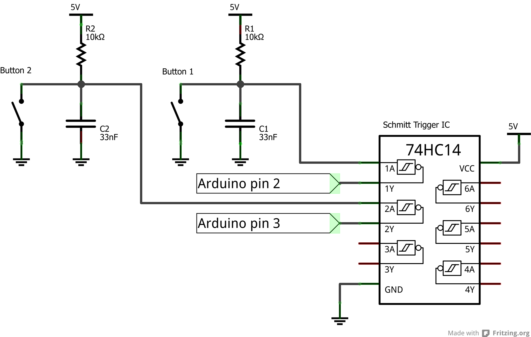 5V
R2
10kΩ
Button 2
C2
33nF
5V
R1
10kΩ
Button 1
C1
33nF
Schmitt Trigger IC
74HC14
5V
1A
VCC
Arduino pin 2
1Y
6A
2A
6Y
Arduino pin 3
2Y
5A
3A
5Y
3Y
4A
GND
4Y
Made with Fritzing.org